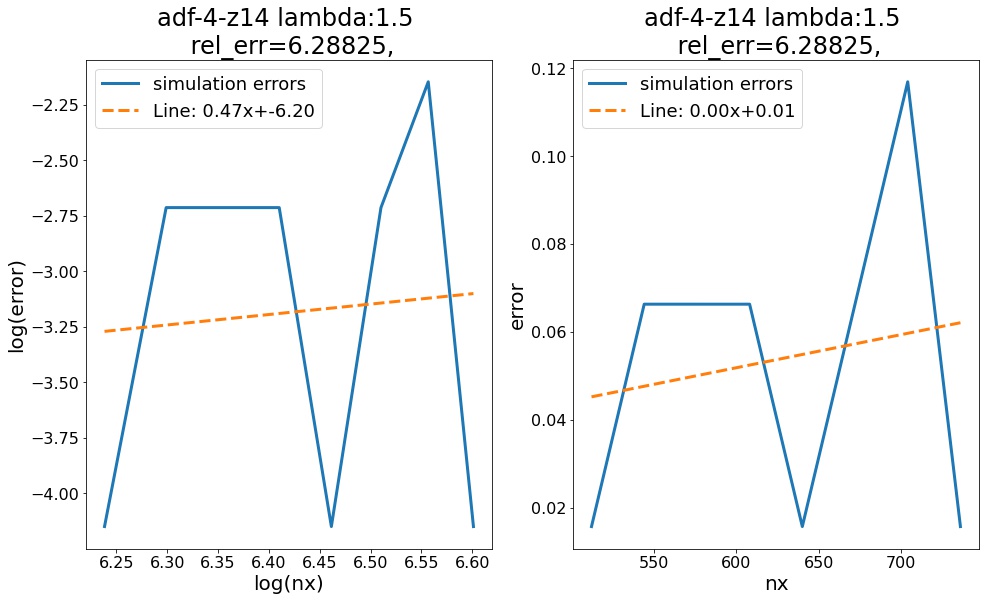 adf-4-z14 lambda:1.5
rel_err=6.28825,
simulation errors
Line: 0.47x+-6.20
−2.25
−2.50
−2.75
−3.00
−3.25
−3.50
−3.75
−4.00
log(error)
6.25 6.30 6.35 6.40 6.45 6.50 6.55 6.60
log(nx)
adf-4-z14 lambda:1.5
rel_err=6.28825,
simulation errors
Line: 0.00x+0.01
0.12
0.10
0.08
0.06
0.04
0.02
error
550 600 650 700
nx